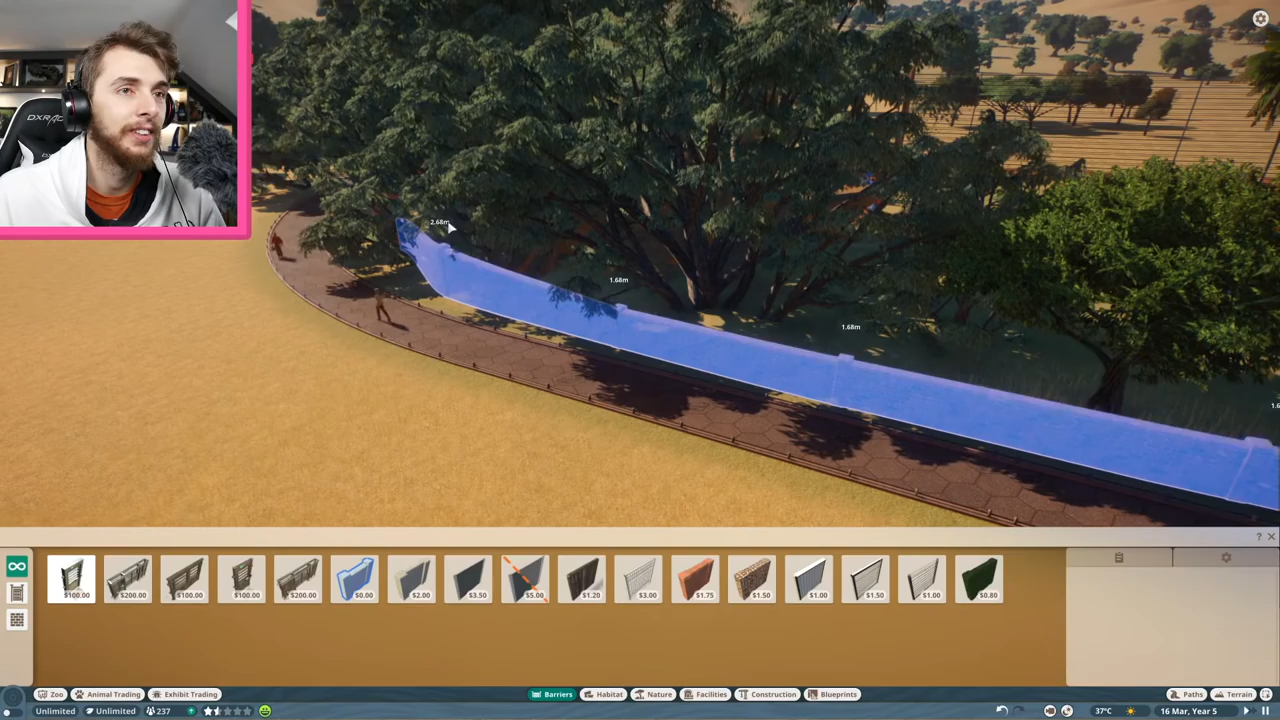 DXRACER
2.68m
1.68m
1.68m
$100.00
$200.00
$100.00
$100.00
$200.00
$0.00
$2.00
$3.50
$5.00
$1.20
$3.00
$1.75
$1.50
$1.00
$1.50
$1.00
$0.80
Zoo
Animal Trading
Exhibit Trading
Barriers
Habitat
Nature
Facilities
Construction
Blueprints
Paths
Terrain
Unlimited
Unlimited
237
37°C
16 Mar, Year 5